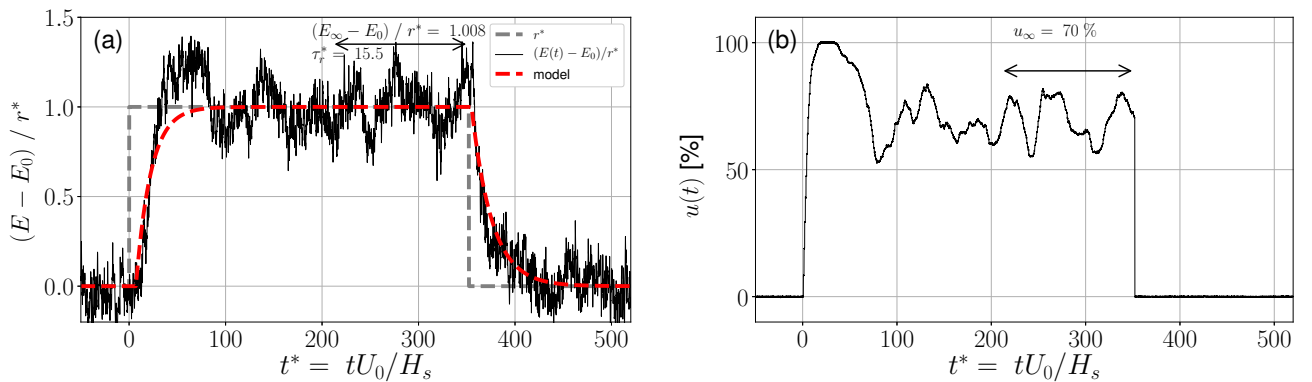 (a)
(E∞ − E0) / r* = 1.008
τr* = 15.5
r*
(E(t) − E0)/r*
model
1.5
1.0
0.5
0.0
(E − E0) / r*
0 100 200 300 400 500
t* = tU0/Hs
(b)
u∞ = 70 %
100
50
0
u(t) [%]
0 100 200 300 400 500
t* = tU0/Hs